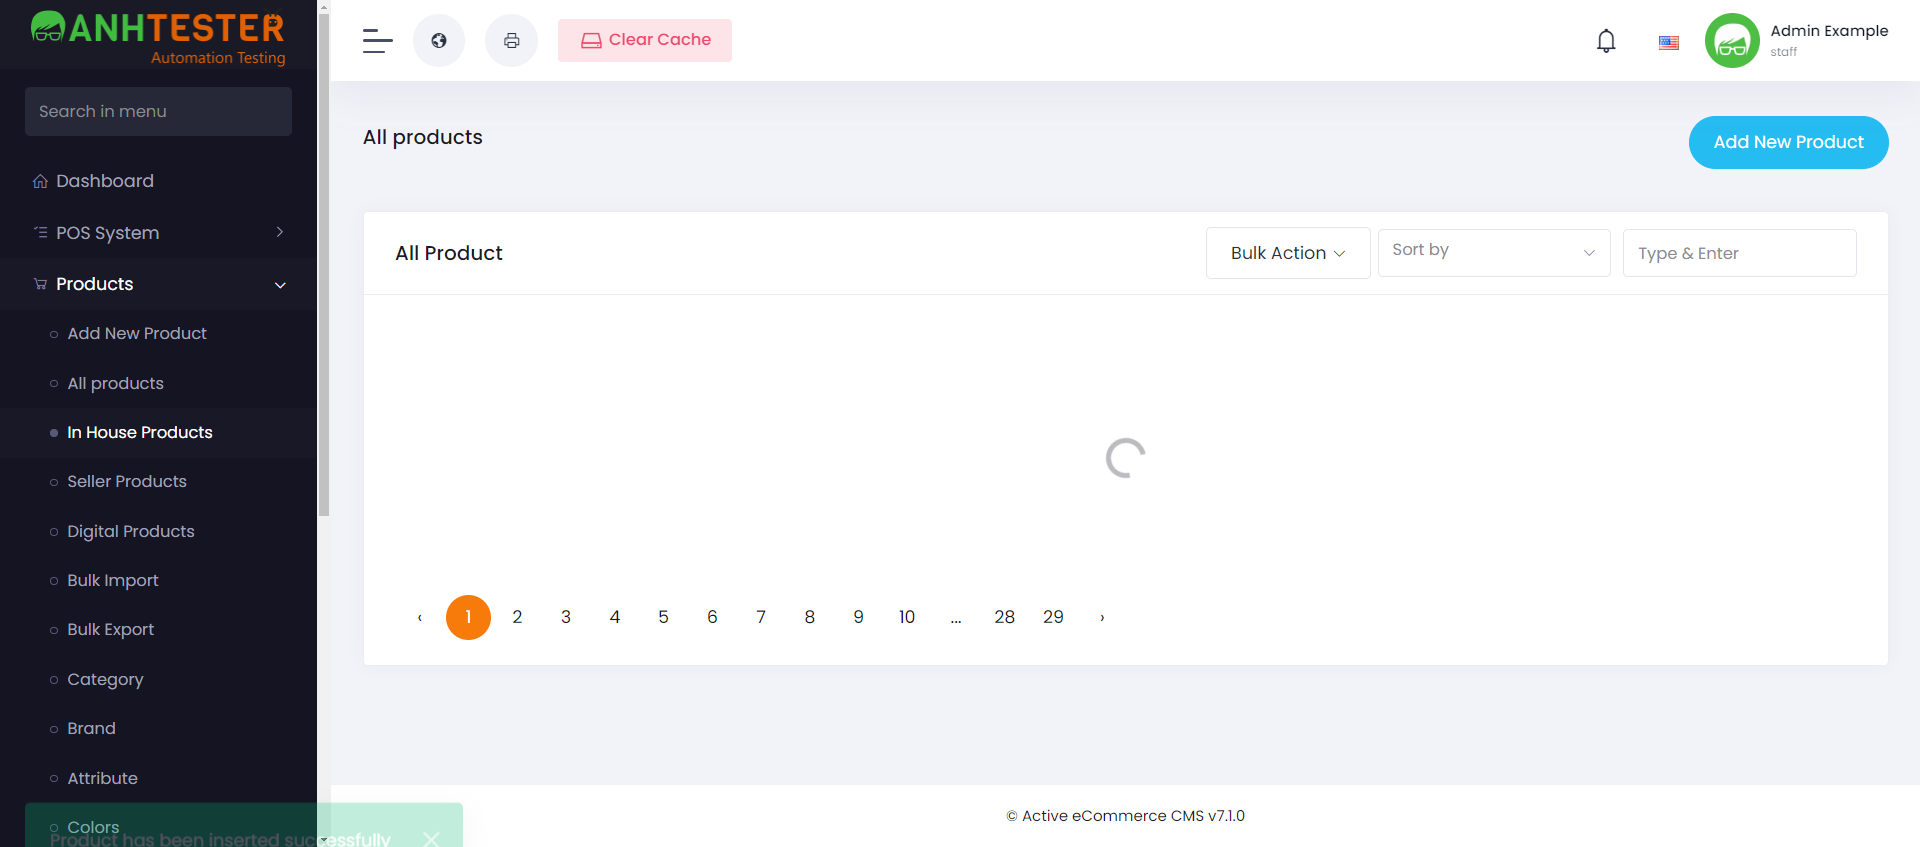 ANHTESTER
Automation Testing
Search in menu
Dashboard
POS System
Products
Add New Product
All products
In House Products
Seller Products
Digital Products
Bulk Import
Bulk Export
Category
Brand
Attribute
Colors
Product has been inserted successfully
Clear Cache
Admin Example
staff
All products
Add New Product
All Product
Bulk Action
Sort by
Type & Enter
‹ 1 2 3 4 5 6 7 8 9 10 ... 28 29 ›
© Active eCommerce CMS v7.1.0